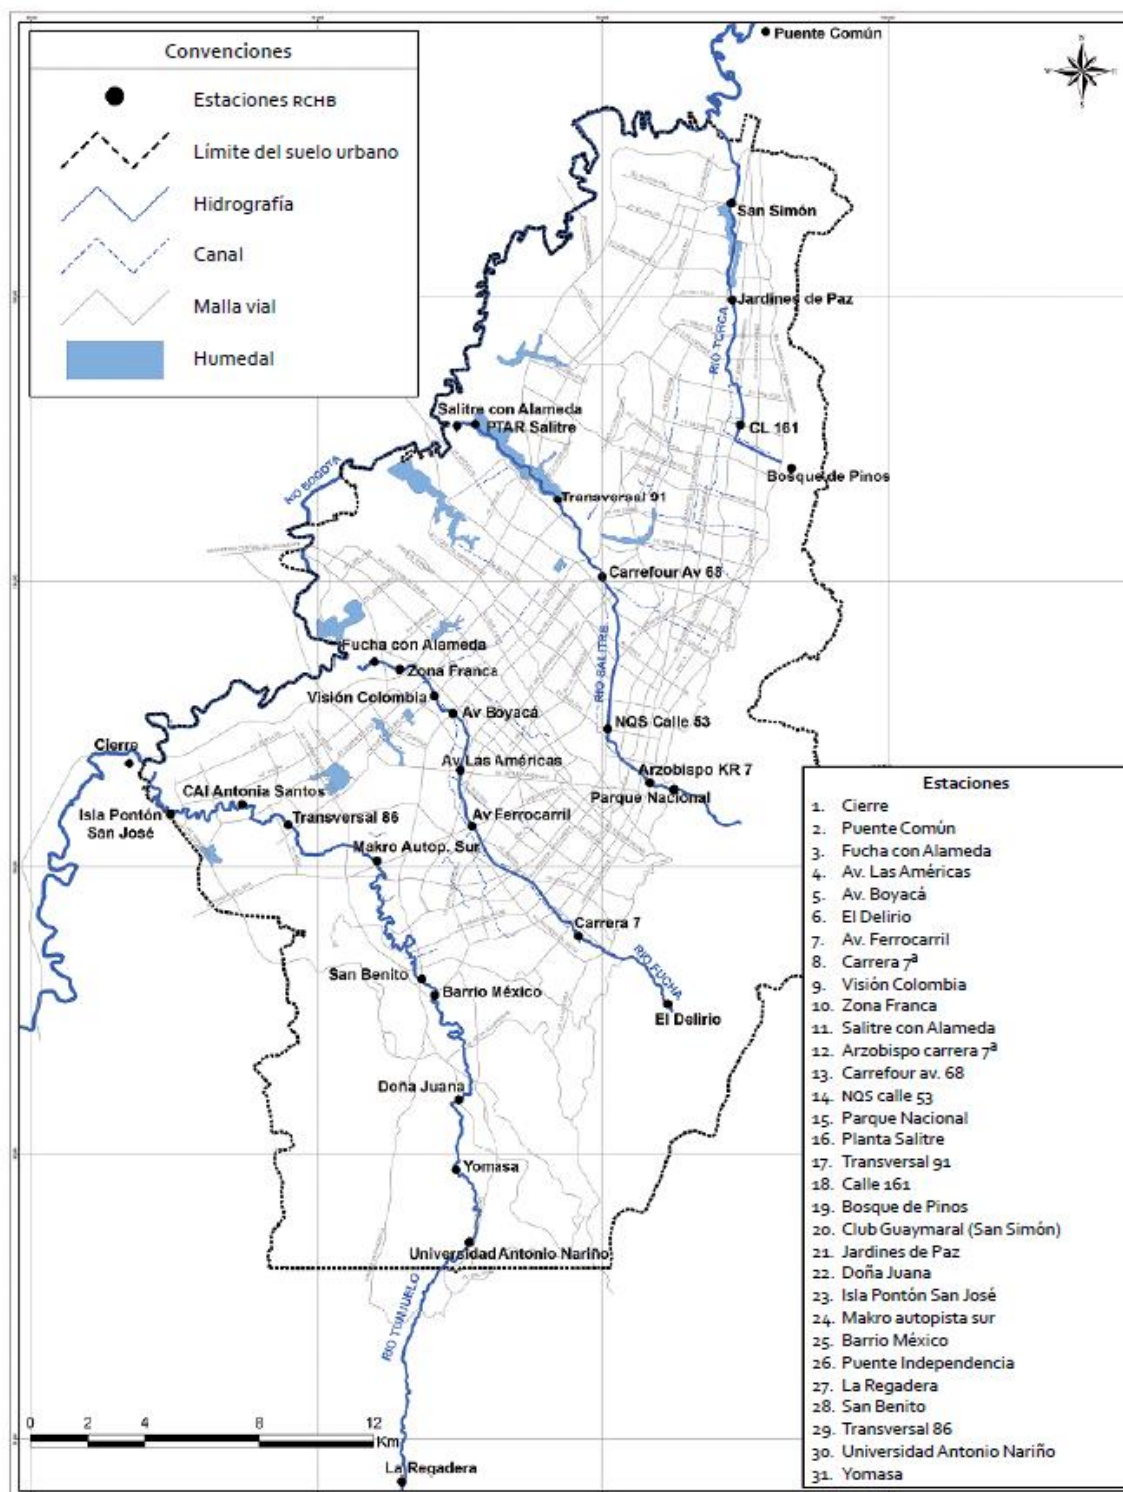 Convenciones
Estaciones RCHB
Límite del suelo urbano
Hidrografía
Canal
Malla vial
Humedal
Puente Común
N
W
E
S
San Simón
Jardines de Paz
RÍO TORCA
Salitre con Alameda
PTAR Salitre
CL 161
RÍO BOGOTA
Bosque de Pinos
Transversal 91
Carrefour Av 68
RÍO SALITRE
Fucha con Alameda
Zona Franca
Visión Colombia
Av Boyacá
NQS Calle 53
Cierre
Av Las Américas
Arzobispo KR 7
CAI Antonia Santos
Parque Nacional
Isla Pontón
San José
Transversal 86
Av Ferrocarril
Makro Autop. Sur
Carrera 7
RÍO FUCHA
San Benito
Barrio México
El Delirio
Doña Juana
Yomasa
Universidad Antonio Nariño
RÍO TUNJUELO
0 2 4 8 12
Km
La Regadera
Estaciones
1. Cierre
2. Puente Común
3. Fucha con Alameda
4. Av. Las Américas
5. Av. Boyacá
6. El Delirio
7. Av. Ferrocarril
8. Carrera 7ª
9. Visión Colombia
10. Zona Franca
11. Salitre con Alameda
12. Arzobispo carrera 7ª
13. Carrefour av. 68
14. NQS calle 53
15. Parque Nacional
16. Planta Salitre
17. Transversal 91
18. Calle 161
19. Bosque de Pinos
20. Club Guaymaral (San Simón)
21. Jardines de Paz
22. Doña Juana
23. Isla Pontón San José
24. Makro autopista sur
25. Barrio México
26. Puente Independencia
27. La Regadera
28. San Benito
29. Transversal 86
30. Universidad Antonio Nariño
31. Yomasa